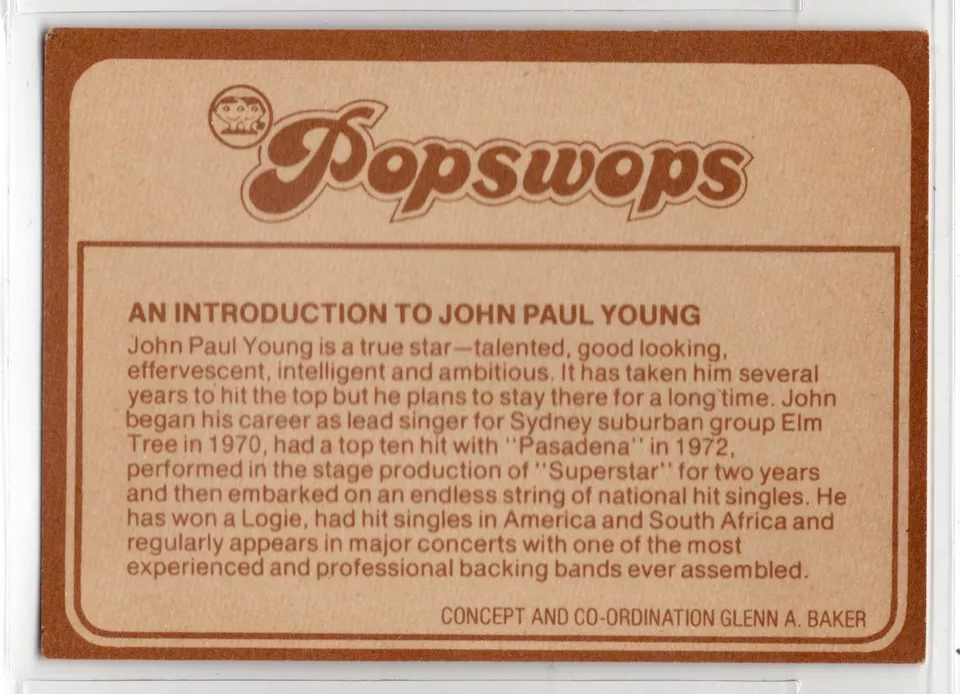 Popswops
AN INTRODUCTION TO JOHN PAUL YOUNG
John Paul Young is a true star—talented, good looking,
effervescent, intelligent and ambitious. It has taken him several
years to hit the top but he plans to stay there for a long time. John
began his career as lead singer for Sydney suburban group Elm
Tree in 1970, had a top ten hit with "Pasadena" in 1972,
performed in the stage production of "Superstar" for two years
and then embarked on an endless string of national hit singles. He
has won a Logie, had hit singles in America and South Africa and
regularly appears in major concerts with one of the most
experienced and professional backing bands ever assembled.
CONCEPT AND CO-ORDINATION GLENN A. BAKER